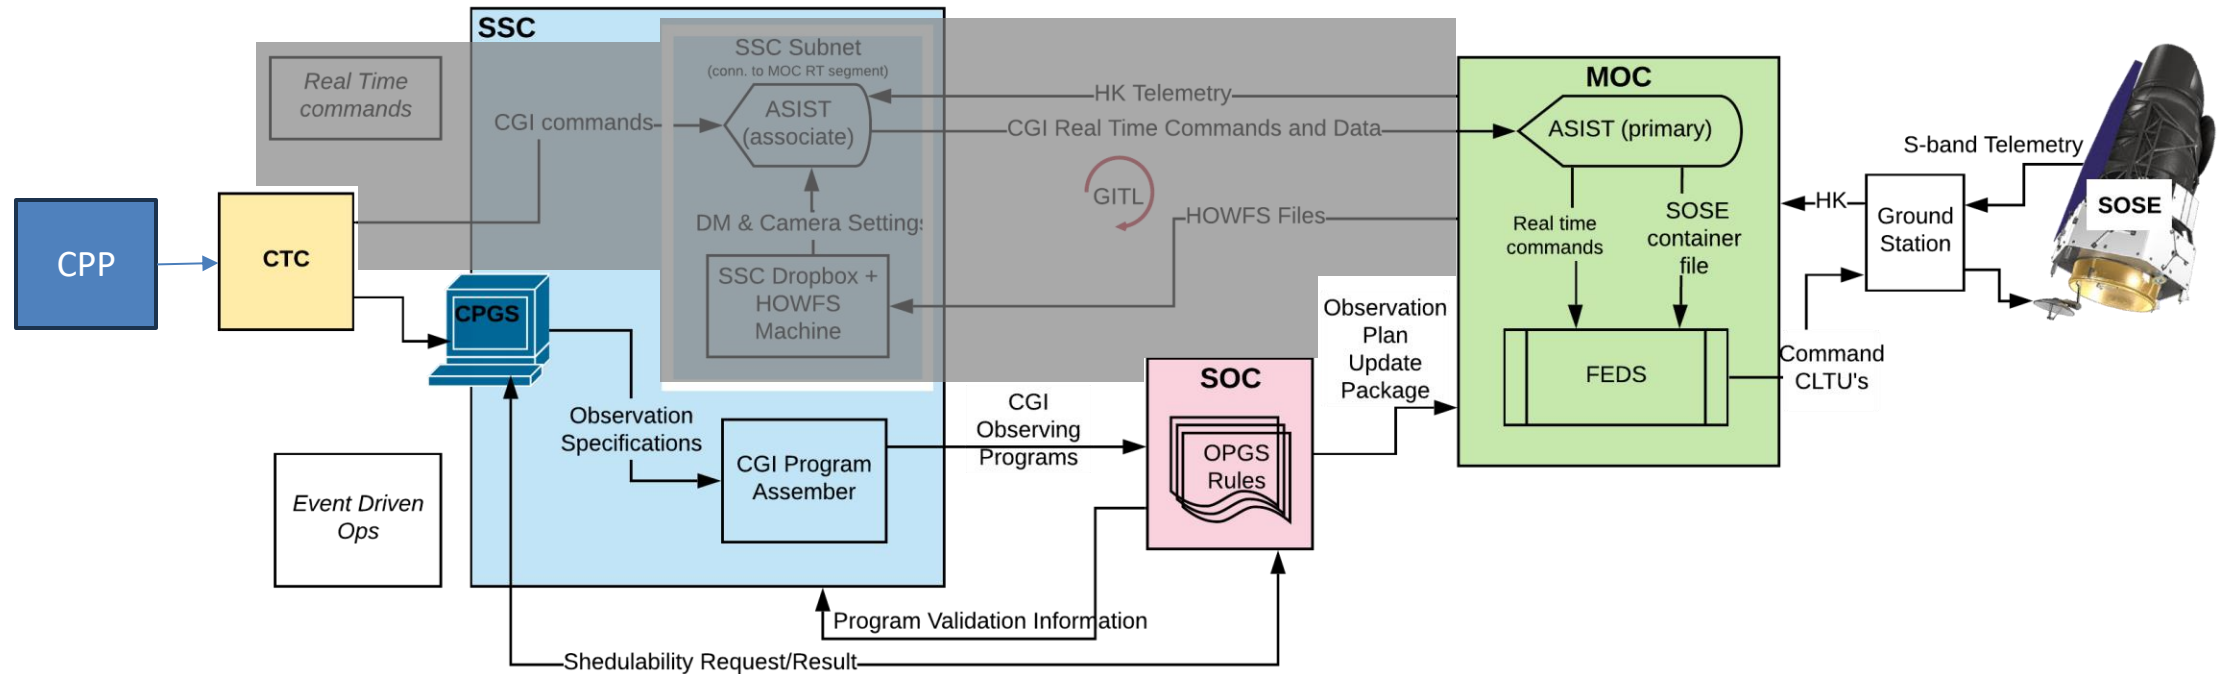 SSC
SSC Subnet
(conn. to MOC RT segment)
Real Time
commands
CGI commands
ASIST
(associate)
HK Telemetry
CGI Real Time Commands and Data
GITL
DM & Camera Settings
HOWFS Files
SSC Dropbox +
HOWFS
Machine
MOC
ASIST (primary)
Real time
commands
SOSE
container
file
FEDS
S-band Telemetry
HK
Ground
Station
SOSE
Command
CLTU's
CPP
CTC
CPGS
Observation
Specifications
CGI Program
Assember
CGI
Observing
Programs
SOC
OPGS
Rules
Observation
Plan
Update
Package
Event Driven
Ops
Program Validation Information
Shedulability Request/Result